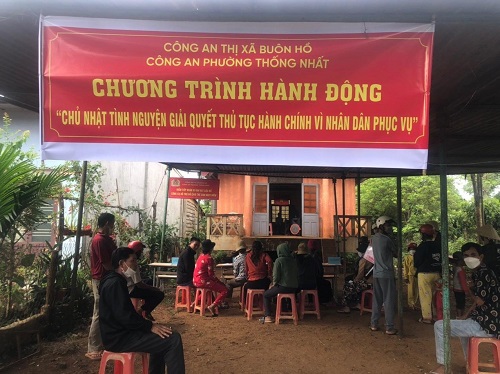 CÔNG AN THỊ XÃ BUÔN HỒ
CÔNG AN PHƯỜNG THỐNG NHẤT
CHƯƠNG TRÌNH HÀNH ĐỘNG
“CHỦ NHẬT TÌNH NGUYỆN GIẢI QUYẾT THỦ TỤC HÀNH CHÍNH VÌ NHÂN DÂN PHỤC VỤ”